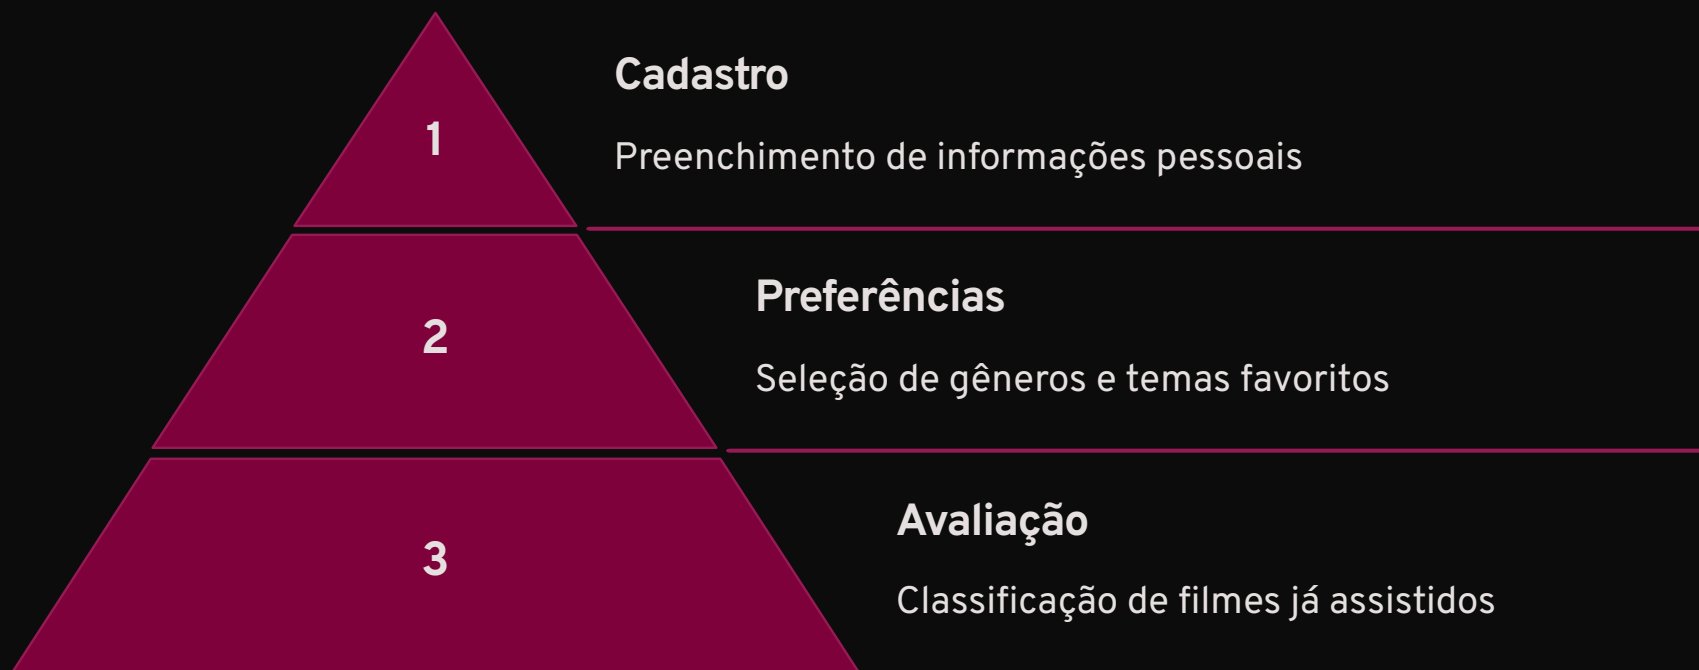 1
Cadastro
Preenchimento de informações pessoais
2
Preferências
Seleção de gêneros e temas favoritos
3
Avaliação
Classificação de filmes já assistidos